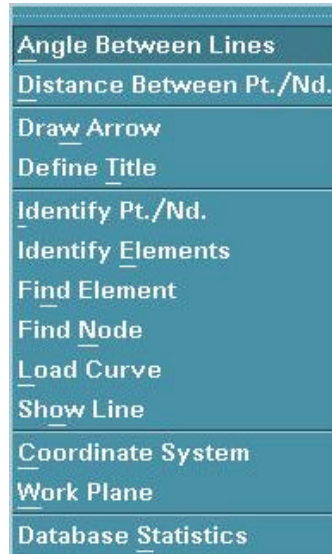 Angle Between Lines
Distance Between Pt./Nd.
Draw Arrow
Define Title
Identify Pt./Nd.
Identify Elements
Find Element
Find Node
Load Curve
Show Line
Coordinate System
Work Plane
Database Statistics